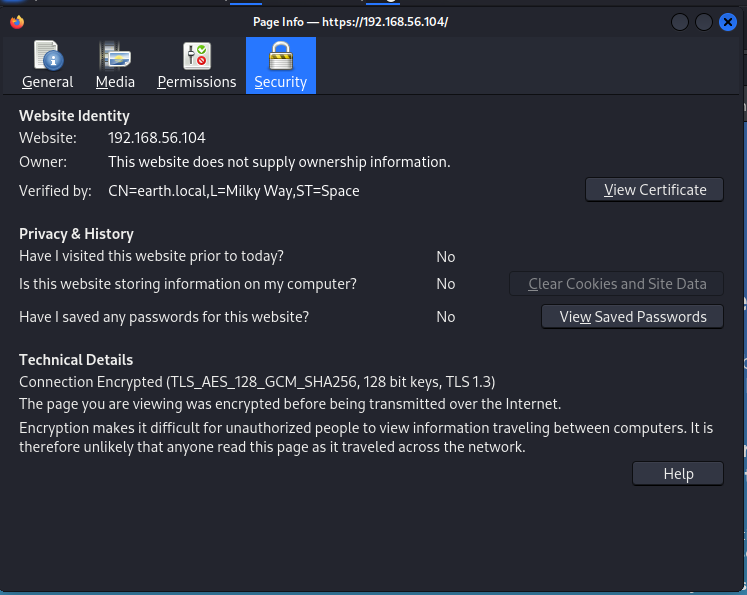 Page Info — https://192.168.56.104/
General Media Permissions Security
Website Identity
Website: 192.168.56.104
Owner: This website does not supply ownership information.
Verified by: CN=earth.local,L=Milky Way,ST=Space View Certificate
Privacy & History
Have I visited this website prior to today? No
Is this website storing information on my computer? No Clear Cookies and Site Data
Have I saved any passwords for this website? No View Saved Passwords
Technical Details
Connection Encrypted (TLS_AES_128_GCM_SHA256, 128 bit keys, TLS 1.3)
The page you are viewing was encrypted before being transmitted over the Internet.
Encryption makes it difficult for unauthorized people to view information traveling between computers. It is
therefore unlikely that anyone read this page as it traveled across the network.
Help